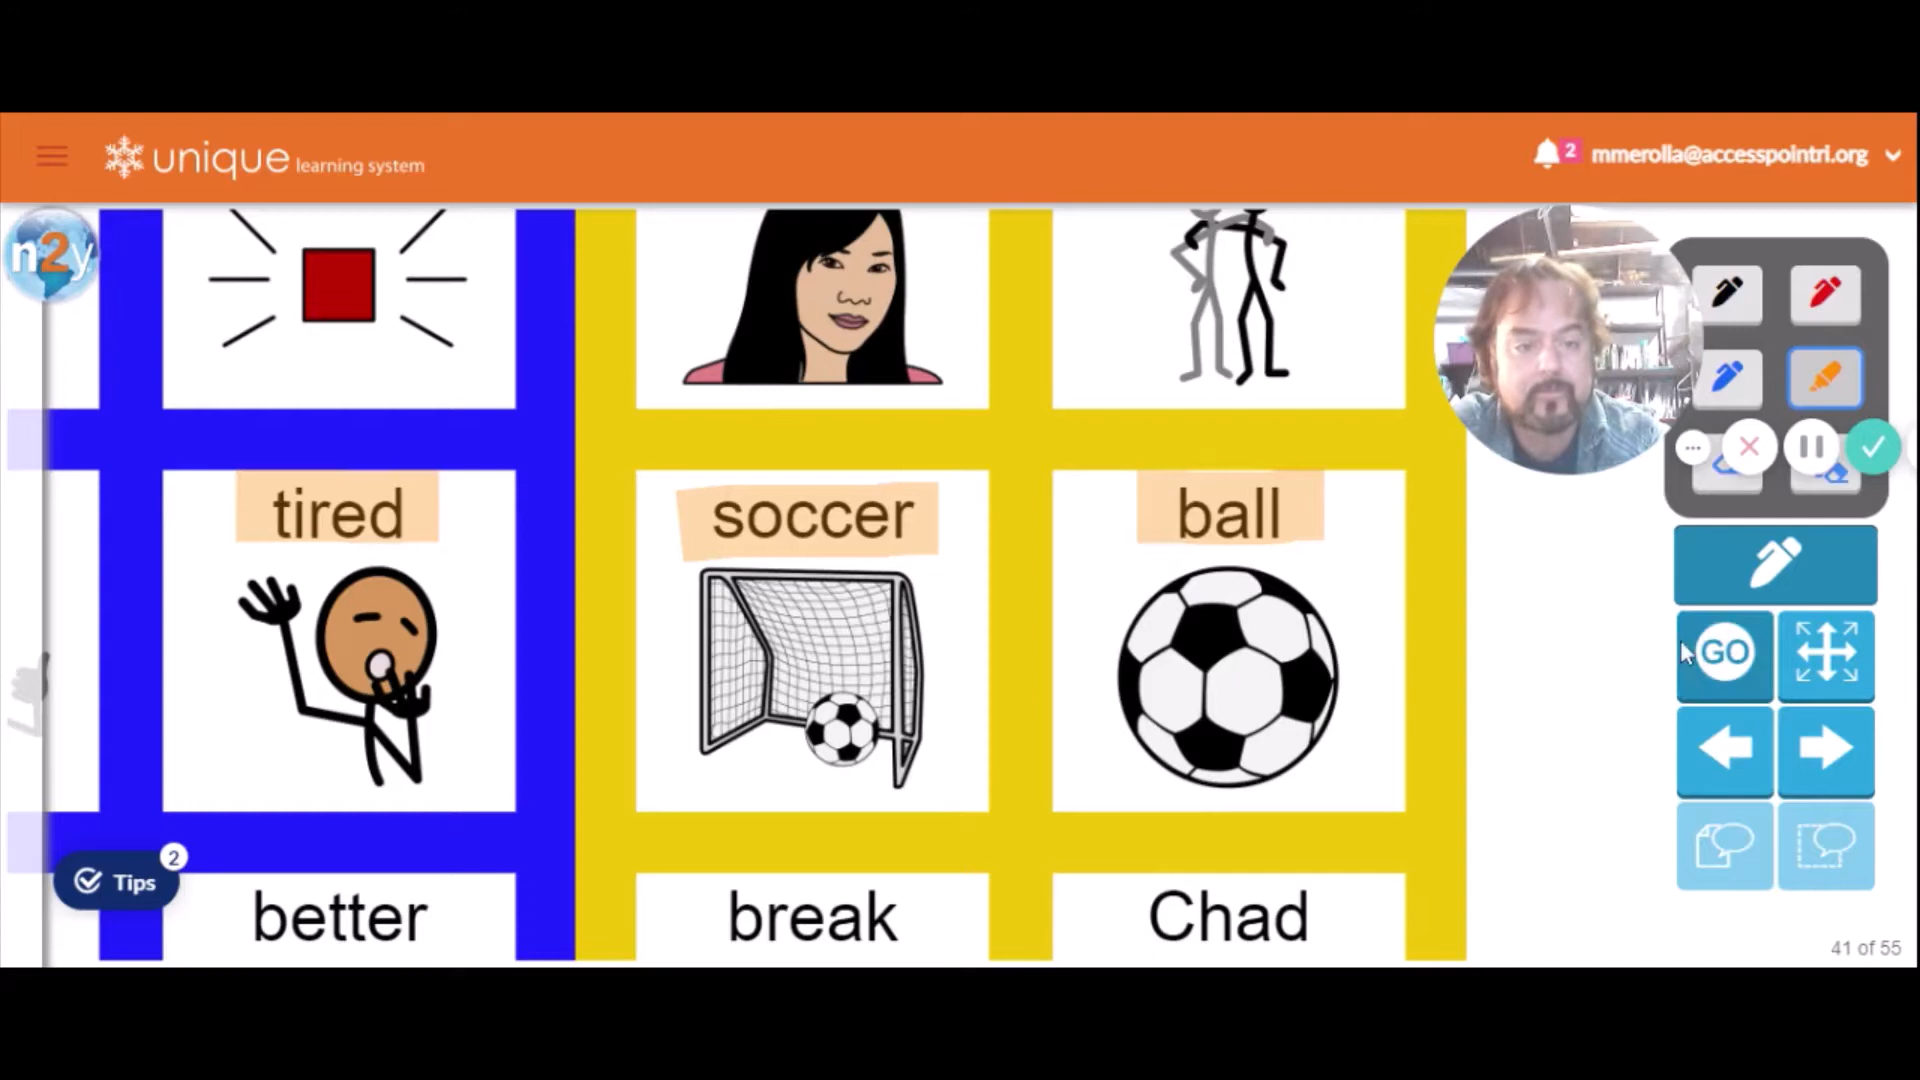 unique learning system
2
mmerolla@accesspointri.org
n2y
tired
soccer
ball
GO
2
Tips
better
break
Chad
41 of 55